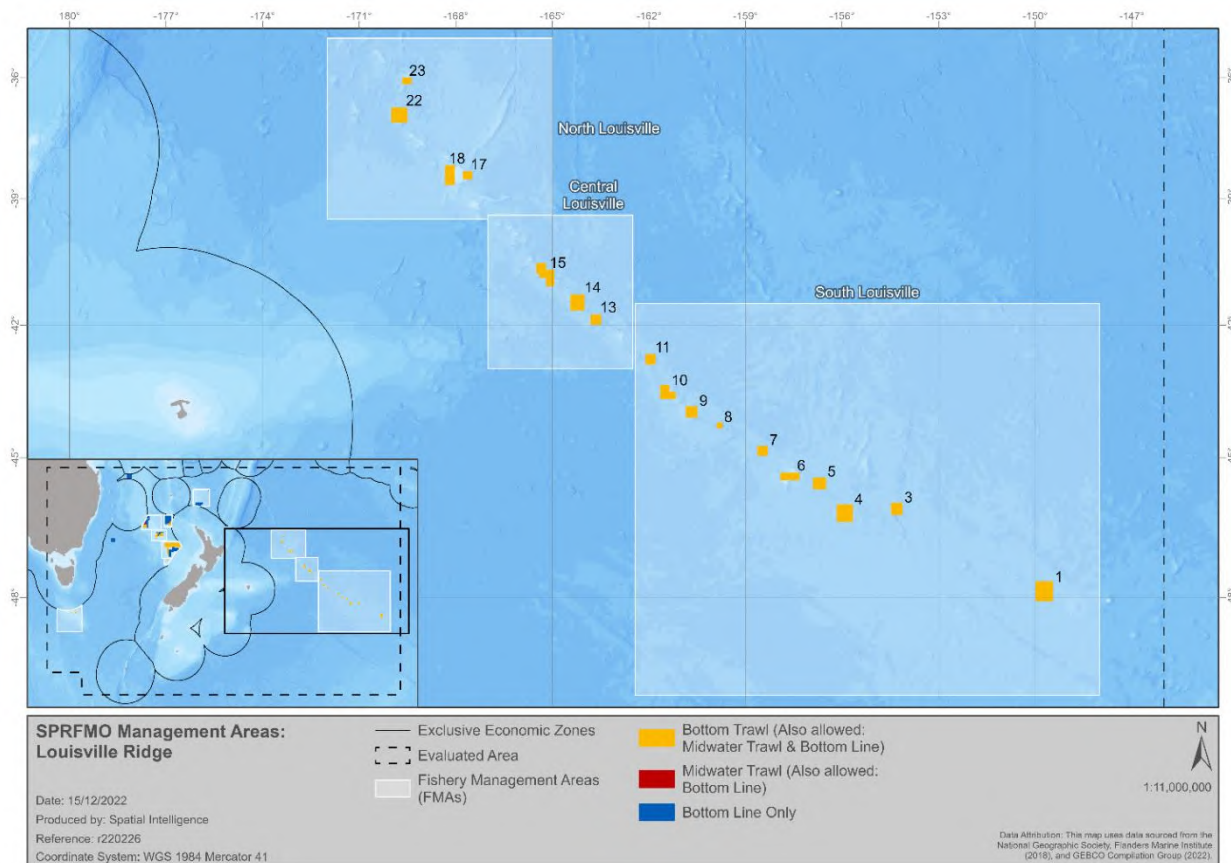 -180° -177° -174° -171° -168° -165° -162° -159° -156° -153° -150° -147°
-36° -36°
23
22
North Louisville
18 17
-39° -39°
Central
Louisville
15
14
South Louisville
13
-42° -42°
11
10
9
8
7
-45° -45°
6
5
4
3
1
-48° -48°
SPRFMO Management Areas:
Louisville Ridge
Date: 15/12/2022
Produced by: Spatial Intelligence
Reference: r220226
Coordinate System: WGS 1984 Mercator 41
Exclusive Economic Zones
Evaluated Area
Fishery Management Areas
(FMAs)
Bottom Trawl (Also allowed:
Midwater Trawl & Bottom Line)
Midwater Trawl (Also allowed:
Bottom Line)
Bottom Line Only
N
1:11,000,000
Data Attribution: This map uses data sourced from the
National Geographic Society, Flanders Marine Institute
(2018), and GEBCO Compilation Group (2022).